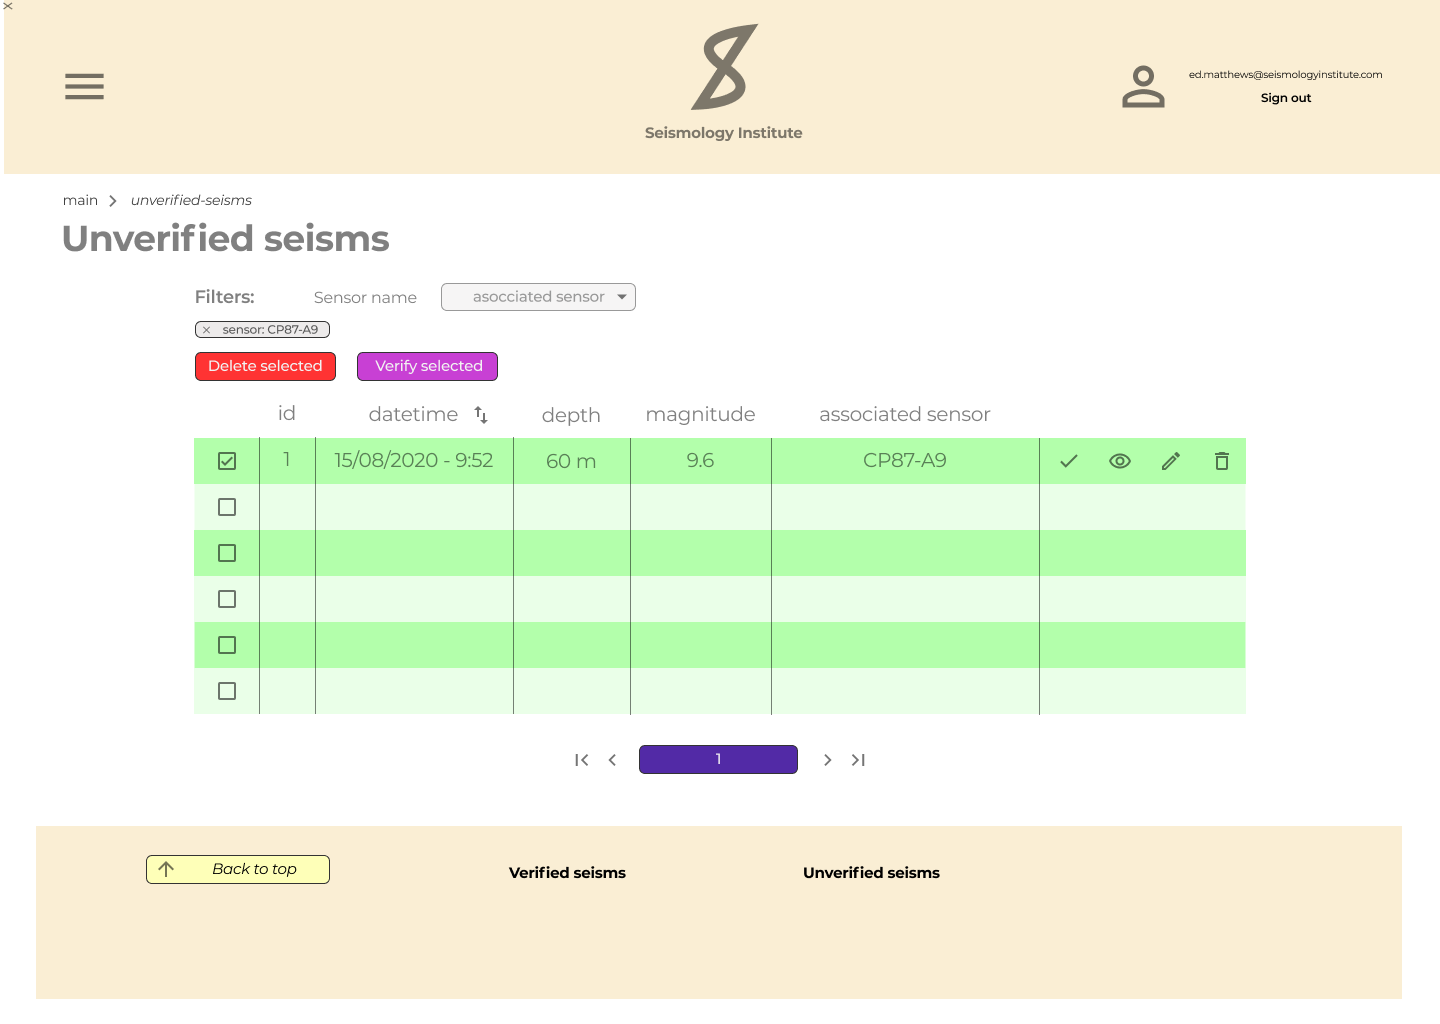 Seismology Institute
ed.matthews@seismologyinstitute.com
Sign out
main
unverified-seisms
Unverified seisms
Filters:
Sensor name
asocciated sensor
sensor: CP87-A9
Delete selected
Verify selected
id
datetime
depth
magnitude
associated sensor
1
15/08/2020 - 9:52
60 m
9.6
CP87-A9
1
Back to top
Verified seisms
Unverified seisms